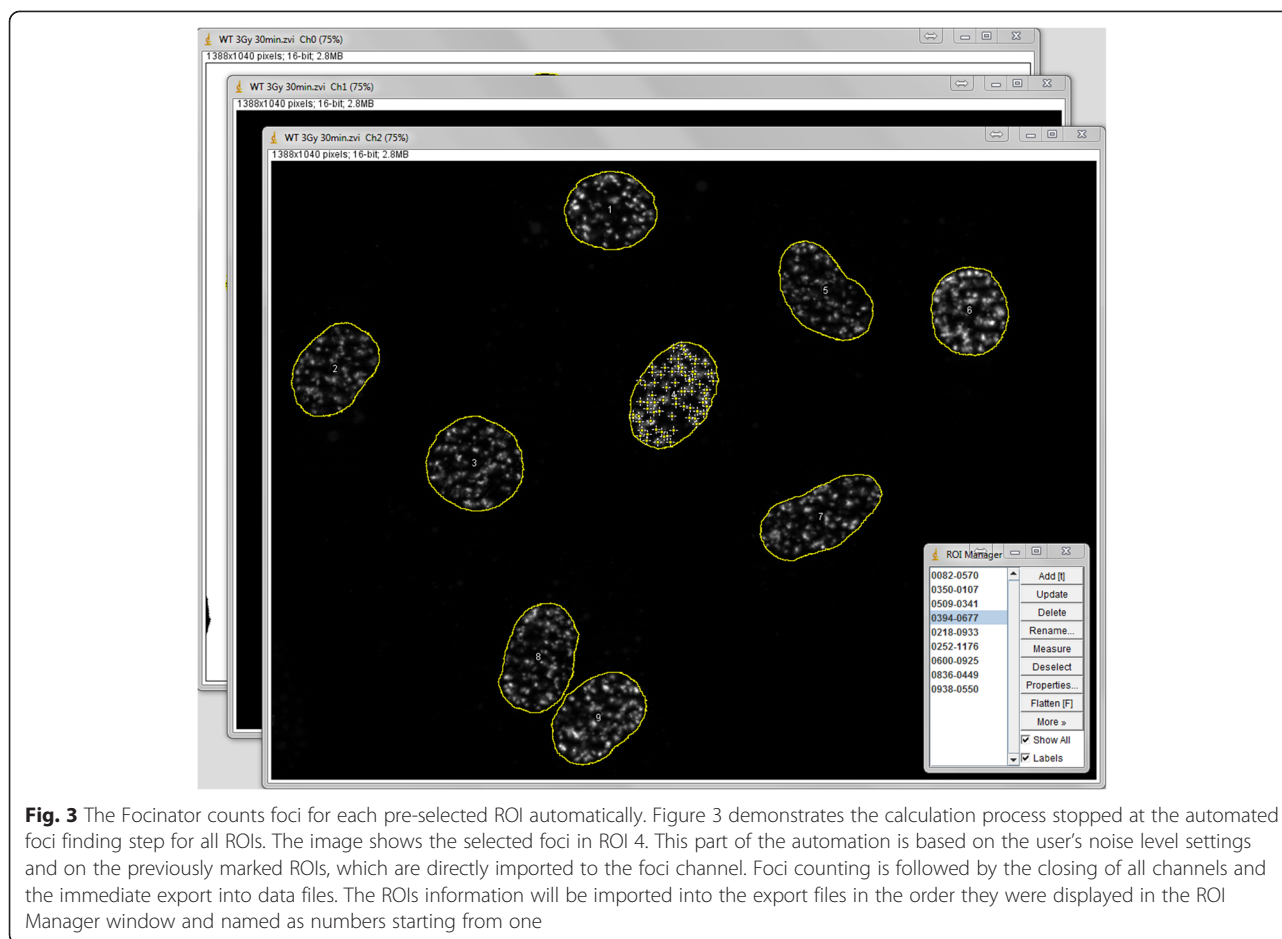 WT 3Gy 30min.zvi Ch0 (75%)
1388x1040 pixels; 16-bit; 2.8MB
WT 3Gy 30min.zvi Ch1 (75%)
1388x1040 pixels; 16-bit; 2.8MB
WT 3Gy 30min.zvi Ch2 (75%)
1388x1040 pixels; 16-bit; 2.8MB
1
5
6
2
4
3
7
8
9
ROI Manager
0082-0570
0350-0107
0509-0341
0394-0677
0218-0933
0252-1176
0600-0925
0836-0449
0938-0550
Add [t]
Update
Delete
Rename...
Measure
Deselect
Properties...
Flatten [F]
More »
Show All
Labels
Fig. 3 The Focinator counts foci for each pre-selected ROI automatically. Figure 3 demonstrates the calculation process stopped at the automated
foci finding step for all ROIs. The image shows the selected foci in ROI 4. This part of the automation is based on the user's noise level settings
and on the previously marked ROIs, which are directly imported to the foci channel. Foci counting is followed by the closing of all channels and
the immediate export into data files. The ROIs information will be imported into the export files in the order they were displayed in the ROI
Manager window and named as numbers starting from one